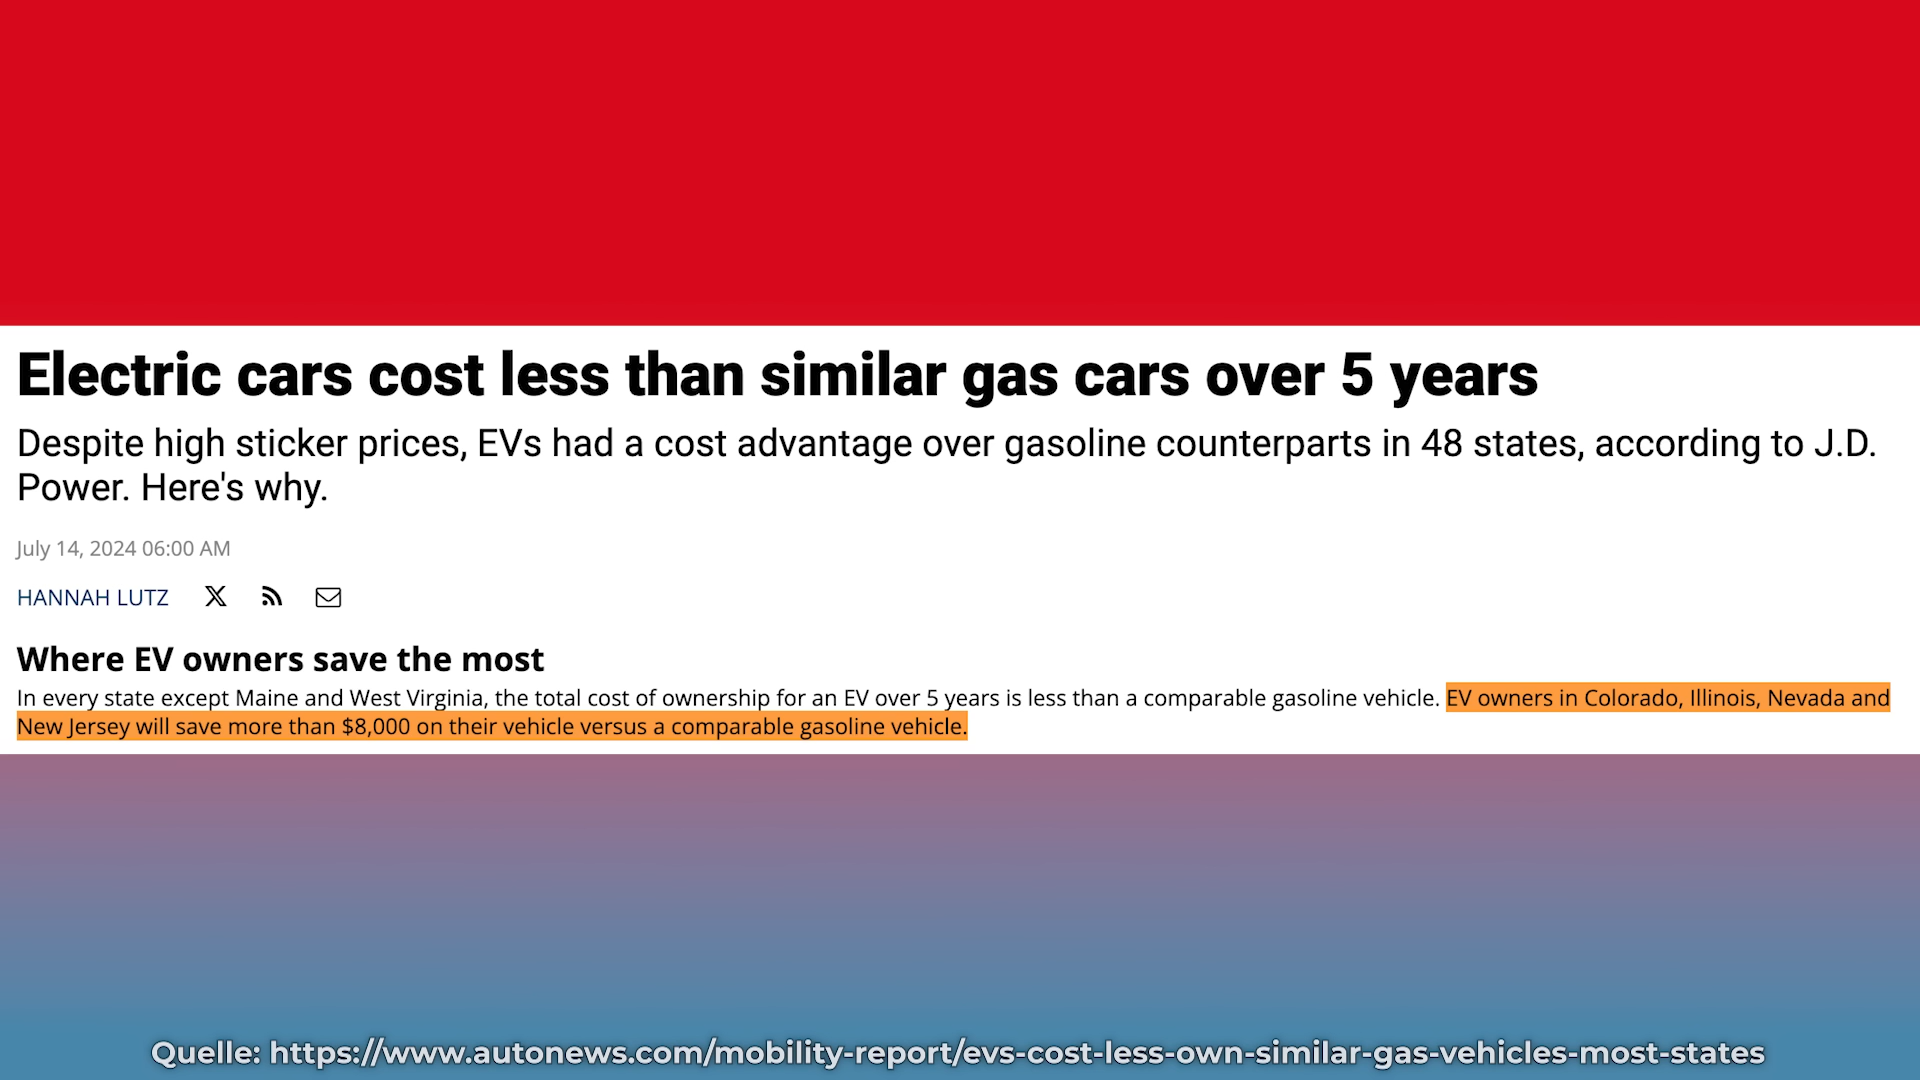 Electric cars cost less than similar gas cars over 5 years
Despite high sticker prices, EVs had a cost advantage over gasoline counterparts in 48 states, according to J.D.
Power. Here's why.
July 14, 2024 06:00 AM
HANNAH LUTZ
Where EV owners save the most
In every state except Maine and West Virginia, the total cost of ownership for an EV over 5 years is less than a comparable gasoline vehicle. EV owners in Colorado, Illinois, Nevada and
New Jersey will save more than $8,000 on their vehicle versus a comparable gasoline vehicle.
Quelle: https://www.autonews.com/mobility-report/evs-cost-less-own-similar-gas-vehicles-most-states